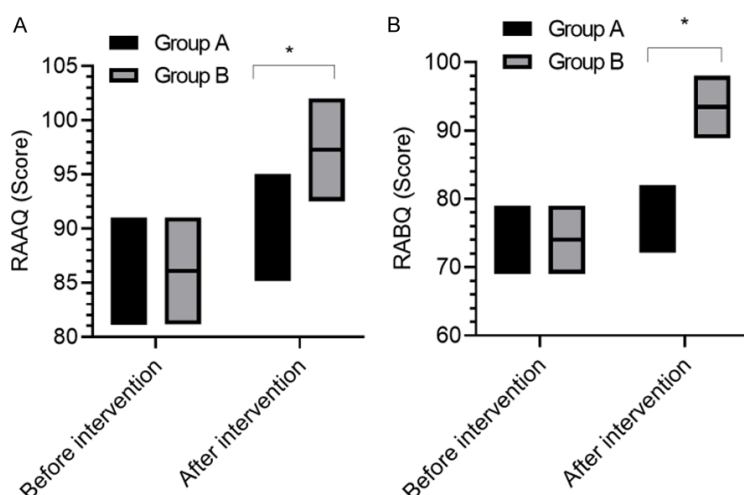 A
Group A
Group B
*
RAAQ (Score)
105
100
95
90
85
80
Before intervention
After intervention
B
Group A
Group B
*
RABQ (Score)
100
90
80
70
60
Before intervention
After intervention